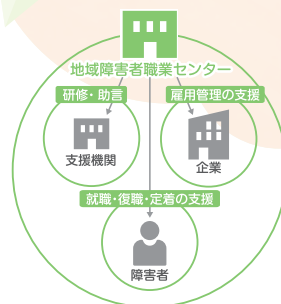 地域障害者職業センター
研修・助言
雇用管理の支援
支援機関
企業
就職・復職・定着の支援
障害者